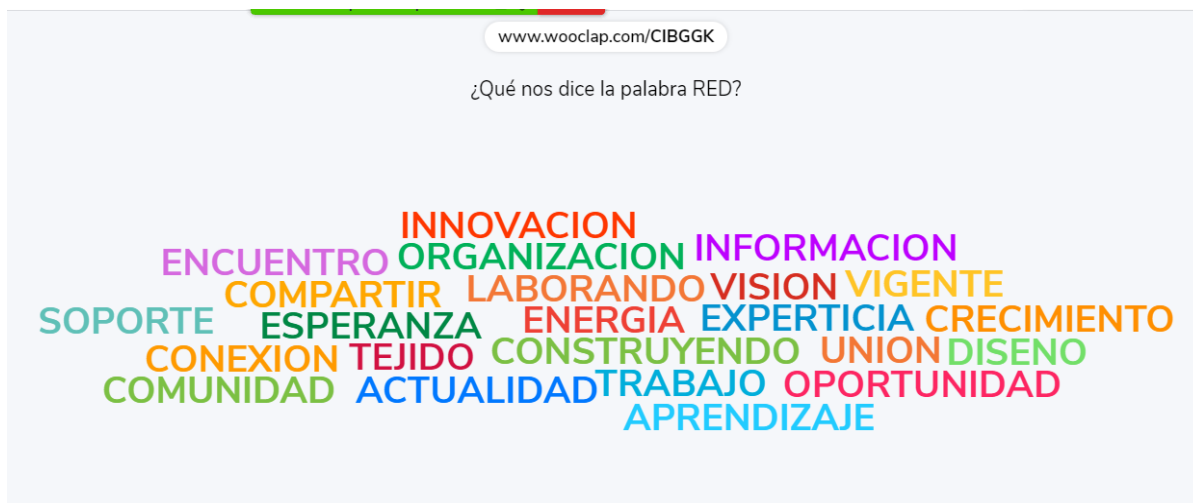 www.wooclap.com/CIBGGK
¿Qué nos dice la palabra RED?
INNOVACION
ENCUENTRO ORGANIZACION INFORMACION
COMPARTIR LABORANDO VISION VIGENTE
SOPORTE ESPERANZA ENERGIA EXPERTICIA CRECIMIENTO
CONEXION TEJIDO CONSTRUYENDO UNION DISENO
COMUNIDAD ACTUALIDAD TRABAJO OPORTUNIDAD
APRENDIZAJE